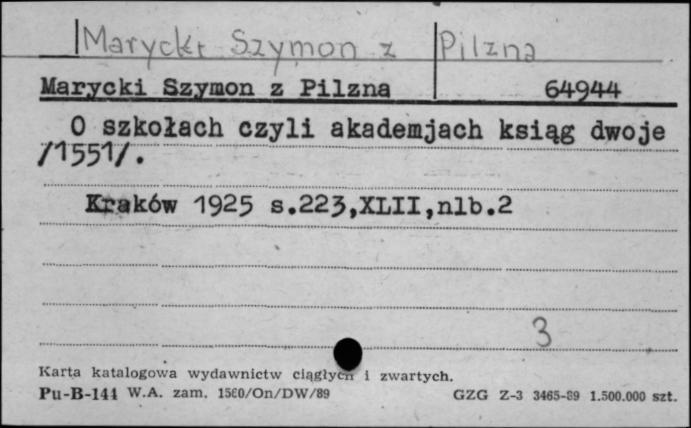 Marycki Szymon z Pilzna
Marycki Szymon z Pilzna 64944
O szkołach czyli akademjach ksiąg dwoje
/1551/.
Kraków 1925 s.223,XLII,nlb.2
3
Karta katalogowa wydawnictw ciągłych i zwartych.
Pu-B-144 W.A. zam. 1560/On/DW/89 GZG Z-3 3465-89 1.500.000 szt.